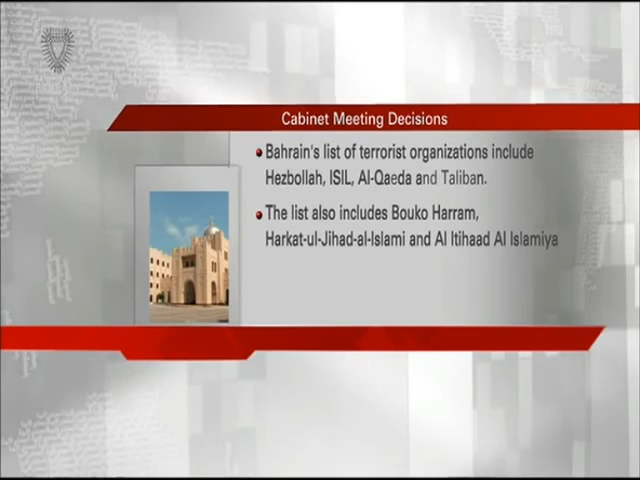 Cabinet Meeting Decisions
Bahrain's list of terrorist organizations include
Hezbollah, ISIL, Al-Qaeda and Taliban.
The list also includes Bouko Harram,
Harkat-ul-Jihad-al-Islami and Al Itihaad Al Islamiya